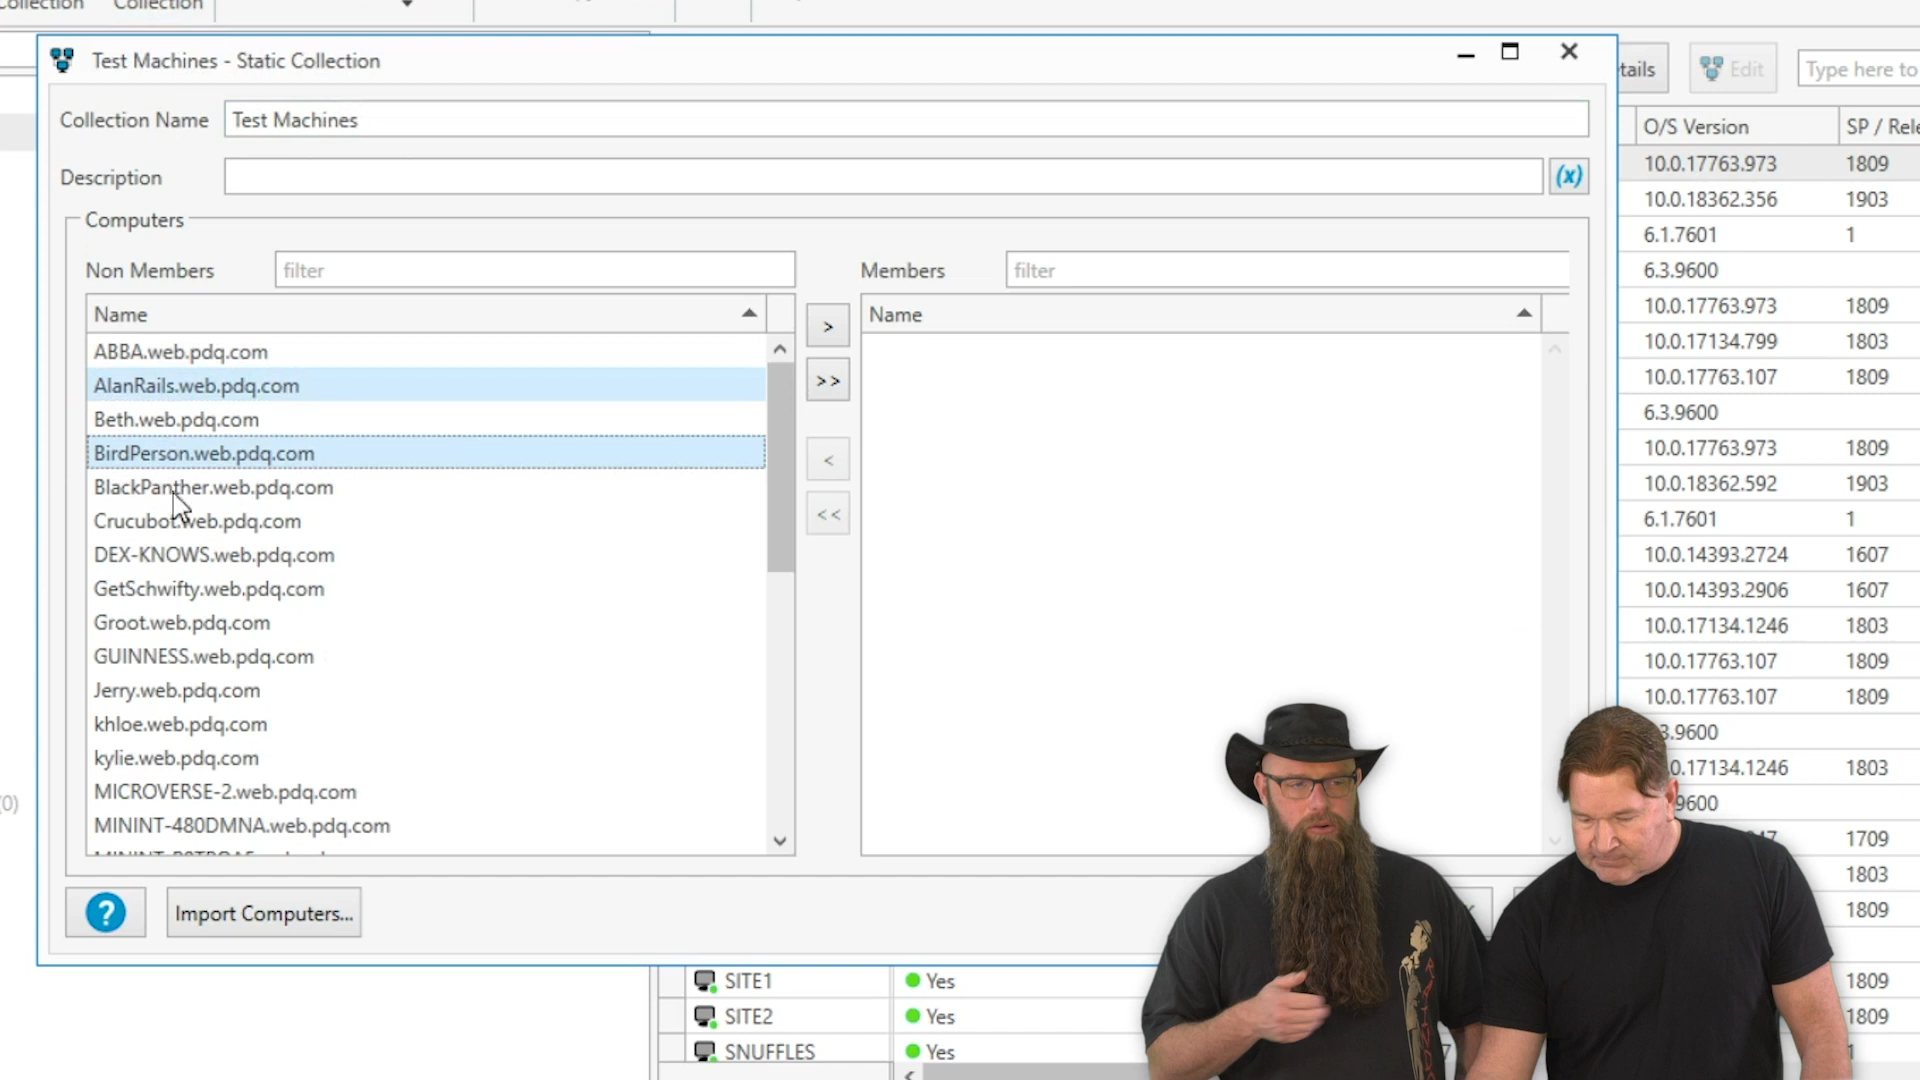 Collection
Collection
Test Machines - Static Collection
tails
Edit
Type here to
Collection Name
Test Machines
Description
(x)
Computers
Non Members
filter
Members
filter
Name
Name
ABBA.web.pdq.com
AlanRails.web.pdq.com
Beth.web.pdq.com
BirdPerson.web.pdq.com
BlackPanther.web.pdq.com
Crucubot.web.pdq.com
DEX-KNOWS.web.pdq.com
GetSchwifty.web.pdq.com
Groot.web.pdq.com
GUINNESS.web.pdq.com
Jerry.web.pdq.com
khloe.web.pdq.com
kylie.web.pdq.com
MICROVERSE-2.web.pdq.com
MININT-480DMNA.web.pdq.com
>
>>
<
<<
?
Import Computers...
(0)
O/S Version
SP / Rele
10.0.17763.973 1809
10.0.18362.356 1903
6.1.7601 1
6.3.9600
10.0.17763.973 1809
10.0.17134.799 1803
10.0.17763.107 1809
6.3.9600
10.0.17763.973 1809
10.0.18362.592 1903
6.1.7601 1
10.0.14393.2724 1607
10.0.14393.2906 1607
10.0.17134.1246 1803
10.0.17763.107 1809
10.0.17763.107 1809
3.9600
0.17134.1246 1803
9600
1709
1803
1809
SITE1 Yes 1809
SITE2 Yes 1809
SNUFFLES Yes